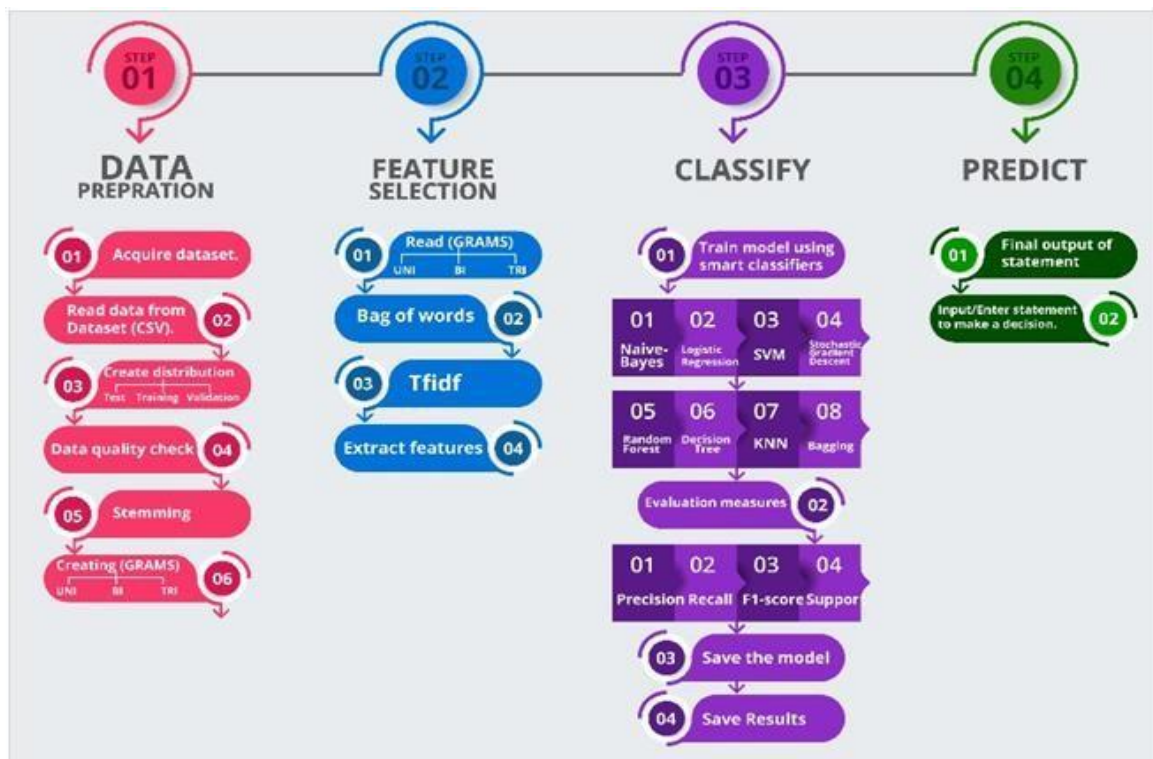 STEP
01
STEP
02
STEP
03
STEP
04
DATA
PREPRATION
FEATURE
SELECTION
CLASSIFY
PREDICT
01
Acquire dataset.
Read data from
Dataset (CSV).
02
03
Create distribution
Test Training Validation
Data quality check
04
05
Stemming
Creating (GRAMS)
UNI BI TRI
06
01
Read (GRAMS)
UNI BI TRI
Bag of words
02
03
Tfidf
Extract features
04
01
Train model using
smart classifiers
01 02 03 04
Naive-
Bayes
Logistic
Regression
SVM
Stochastic
Gradient
Descent
05 06 07 08
Random
Forest
Decision
Tree
KNN
Bagging
Evaluation measures
02
01 02 03 04
Precision Recall F1-score Support
03
Save the model
04
Save Results
01
Final output of
statement
Input/Enter statement
to make a decision.
02